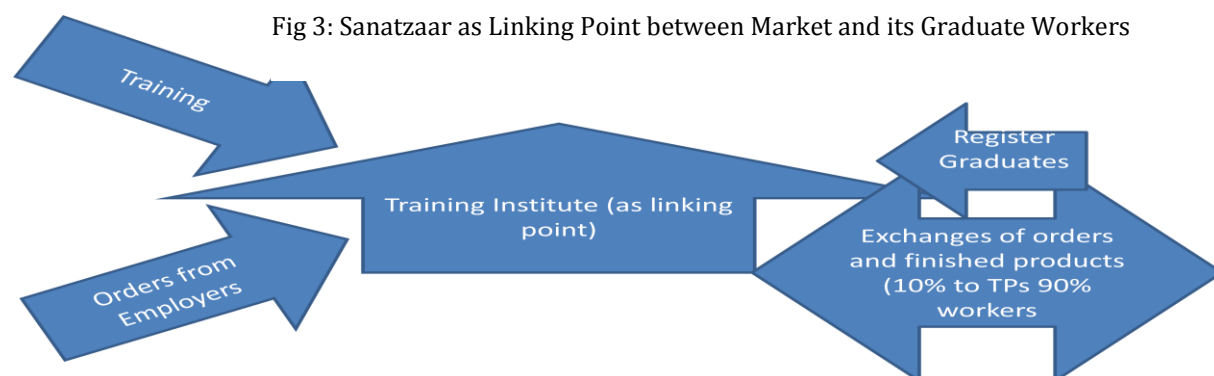 Fig 3: Sanatzaar as Linking Point between Market and its Graduate Workers
Training
Orders from
Employers
Training Institute (as linking
point)
Register
Graduates
Exchanges of orders
and finished products
(10% to TPs 90%
workers